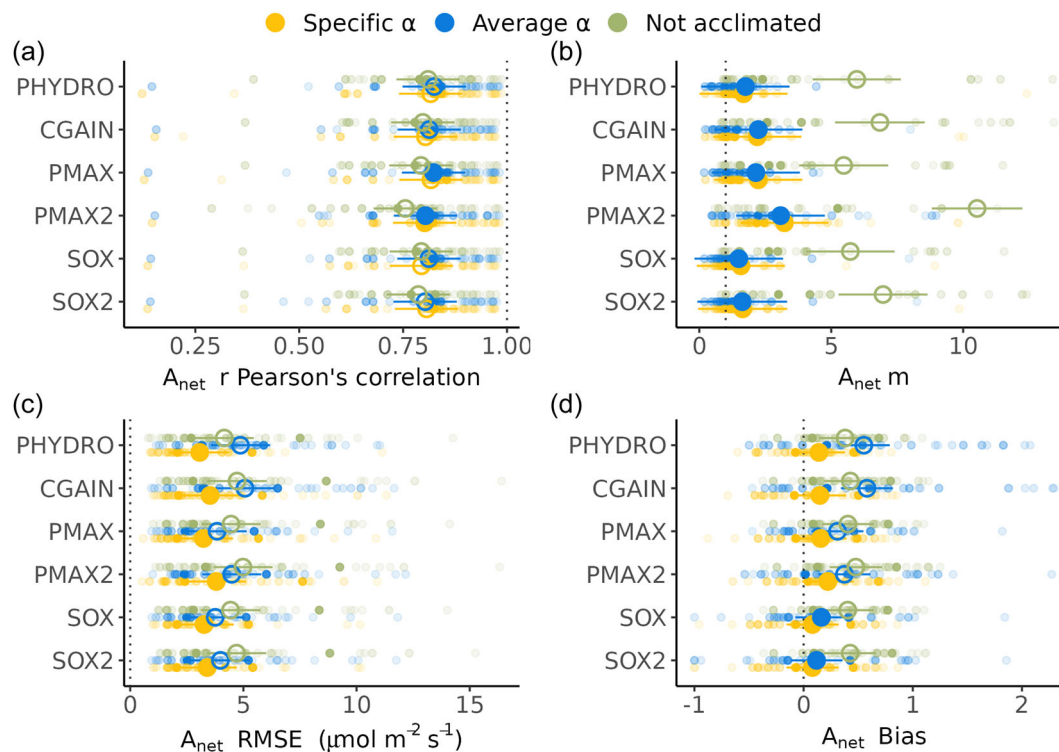 Specific α Average α Not acclimated
(a) (b)
PHYDRO
CGAIN
PMAX
PMAX2
SOX
SOX2
0.25 0.50 0.75 1.00
Anet r Pearson's correlation
PHYDRO
CGAIN
PMAX
PMAX2
SOX
SOX2
0 5 10
Anet m
(c) (d)
PHYDRO
CGAIN
PMAX
PMAX2
SOX
SOX2
0 5 10 15
Anet RMSE (μmol m⁻² s⁻¹)
PHYDRO
CGAIN
PMAX
PMAX2
SOX
SOX2
-1 0 1 2
Anet Bias